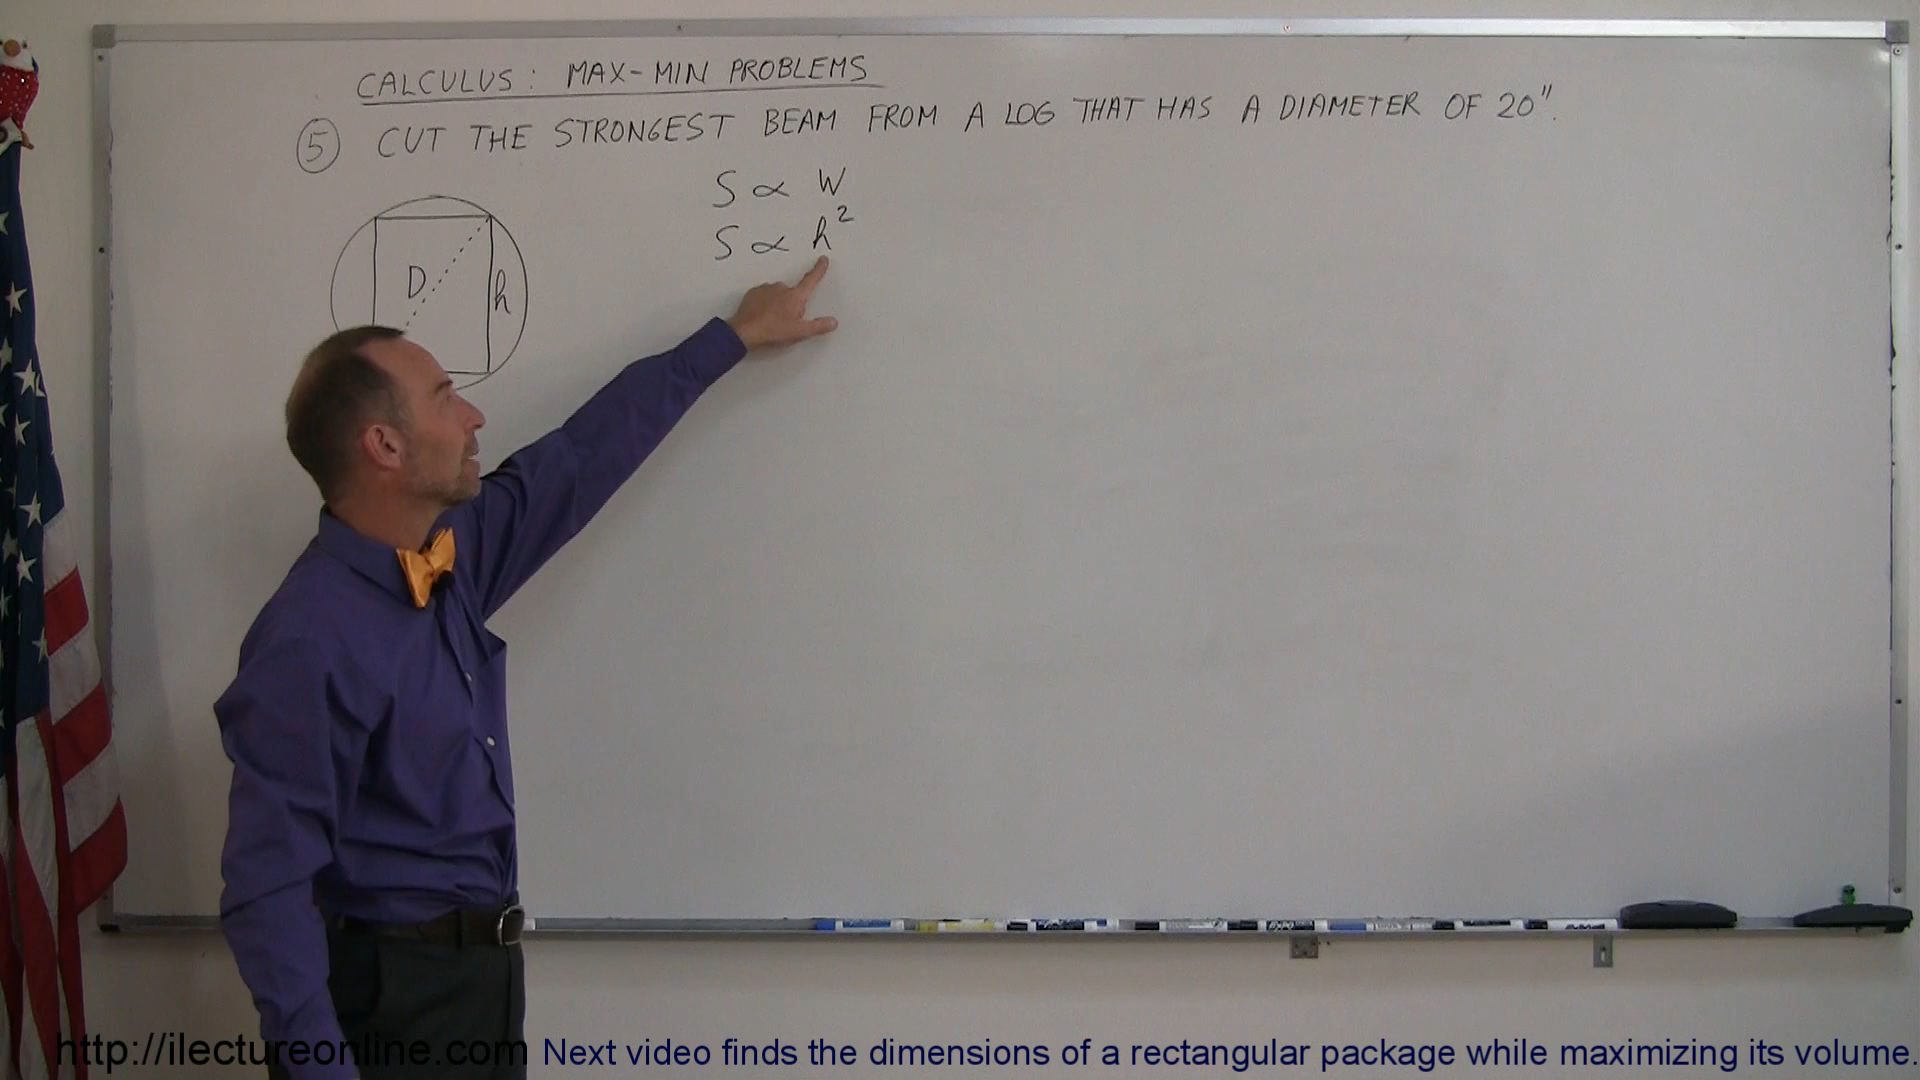 CALCULUS: MAX-MIN PROBLEMS
5 CUT THE STRONGEST BEAM FROM A LOG THAT HAS A DIAMETER OF 20".
S ∝ W
S ∝ h²
D
h
http://ilectureonline.com Next video finds the dimensions of a rectangular package while maximizing its volume.